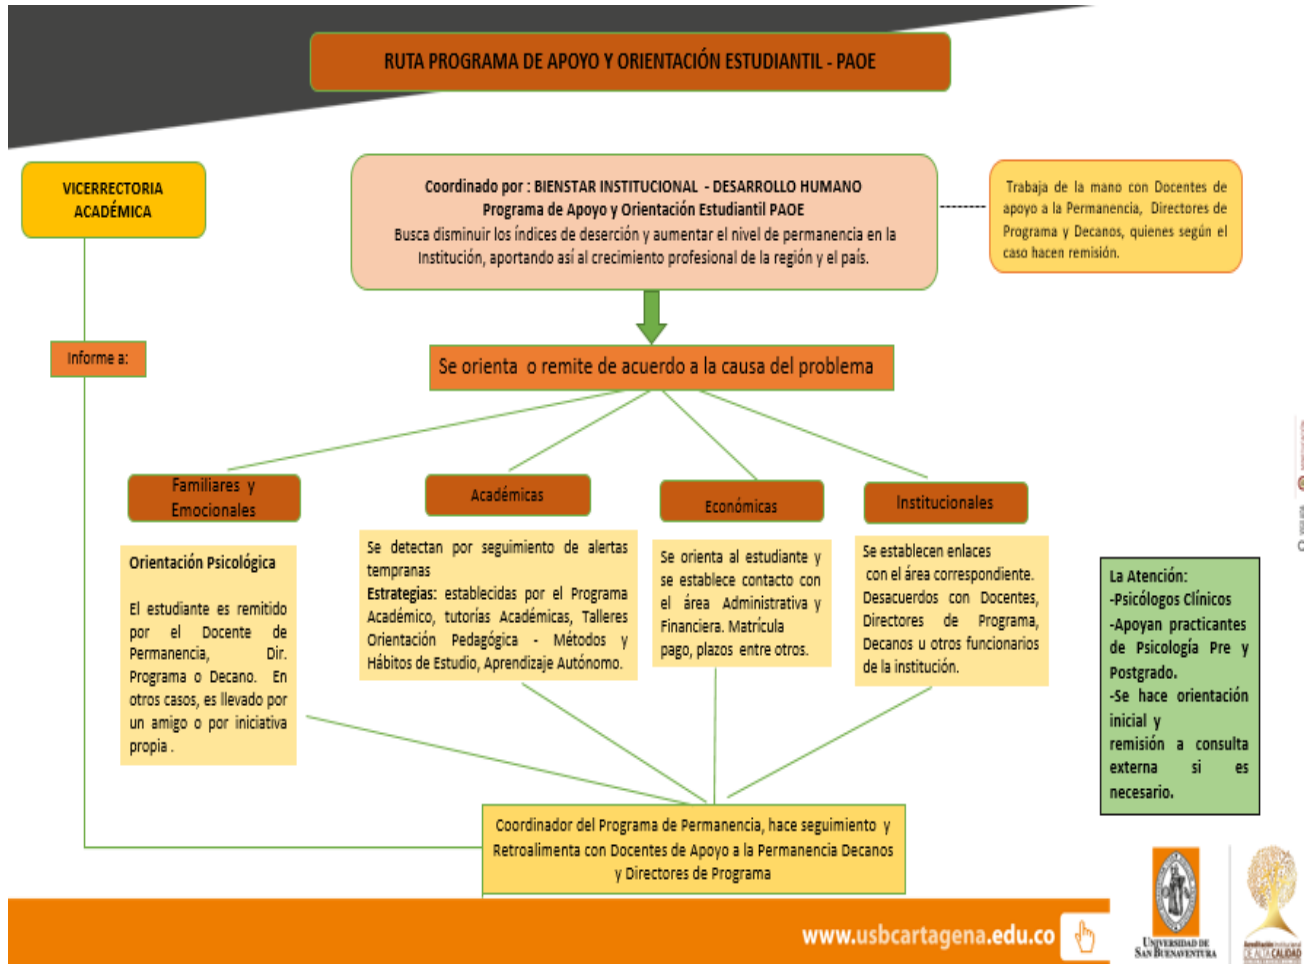 RUTA PROGRAMA DE APOYO Y ORIENTACIÓN ESTUDIANTIL - PAOE
VICERRECTORIA
ACADÉMICA
Coordinado por : BIENSTAR INSTITUCIONAL - DESARROLLO HUMANO
Programa de Apoyo y Orientación Estudiantil PAOE
Busca disminuir los índices de deserción y aumentar el nivel de permanencia en la
Institución, aportando así al crecimiento profesional de la región y el país.
Trabaja de la mano con Docentes de
apoyo a la Permanencia, Directores de
Programa y Decanos, quienes según el
caso hacen remisión.
Informe a:
Se orienta o remite de acuerdo a la causa del problema
Familiares y
Emocionales
Académicas
Económicas
Institucionales
Orientación Psicológica
El estudiante es remitido
por el Docente de
Permanencia, Dir.
Programa o Decano. En
otros casos, es llevado por
un amigo o por iniciativa
propia .
Se detectan por seguimiento de alertas
tempranas
Estrategias: establecidas por el Programa
Académico, tutorías Académicas, Talleres
Orientación Pedagógica - Métodos y
Hábitos de Estudio, Aprendizaje Autónomo.
Se orienta al estudiante y
se establece contacto con
el área Administrativa y
Financiera. Matrícula
pago, plazos entre otros.
Se establecen enlaces
con el área correspondiente.
Desacuerdos con Docentes,
Directores de Programa,
Decanos u otros funcionarios
de la institución.
La Atención:
-Psicólogos Clínicos
-Apoyan practicantes
de Psicología Pre y
Postgrado.
-Se hace orientación
inicial y
remisión a consulta
externa si es
necesario.
Coordinador del Programa de Permanencia, hace seguimiento y
Retroalimenta con Docentes de Apoyo a la Permanencia Decanos
y Directores de Programa
www.usbcartagena.edu.co
UNIVERSIDAD DE
SAN BUENAVENTURA
Acreditación Institucional
DE ALTA CALIDAD